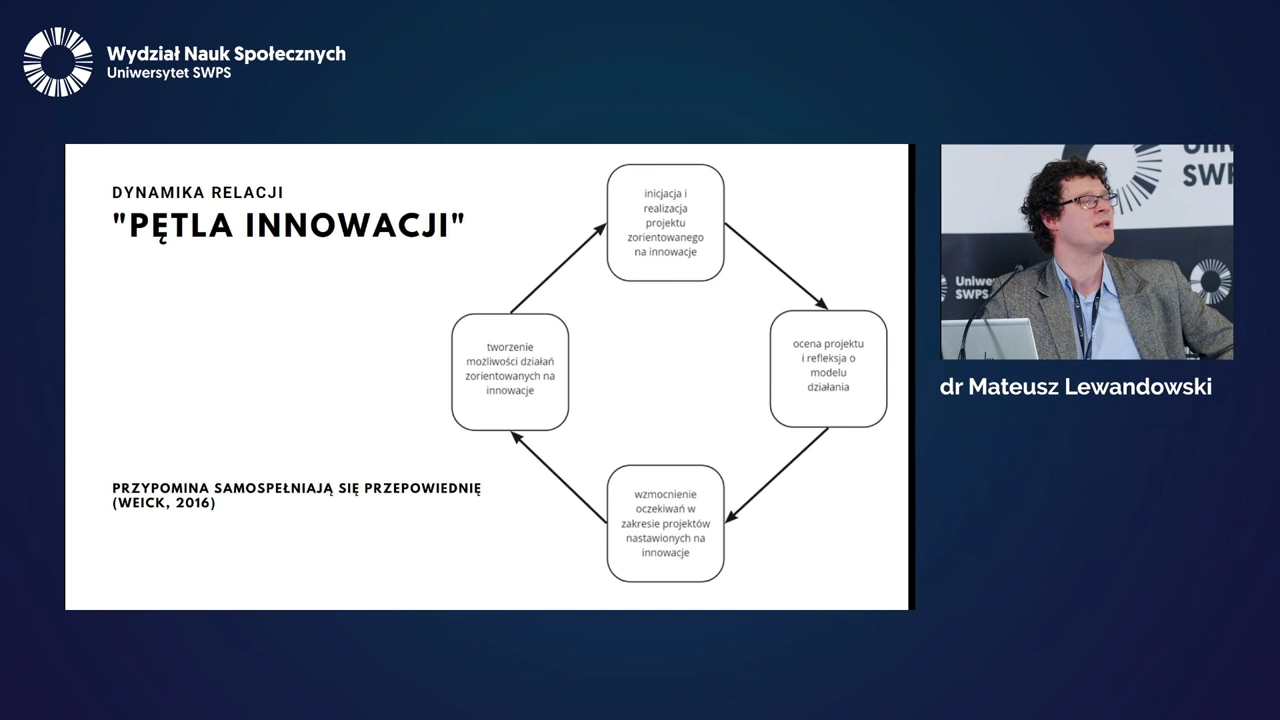 Wydział Nauk Społecznych
Uniwersytet SWPS
DYNAMIKA RELACJI
"PĘTLA INNOWACJI"
inicjacja i
realizacja
projektu
zorientowanego
na innowacje
ocena projektu
i refleksja o
modelu
działania
wzmocnienie
oczekiwań w
zakresie projektów
nastawionych na
innowacje
tworzenie
możliwości działań
zorientowanych na
innowacje
PRZYPOMINA SAMOSPEŁNIAJĄ SIĘ PRZEPOWIEDNIĘ
(WEICK, 2016)
SWPS
dr Mateusz Lewandowski